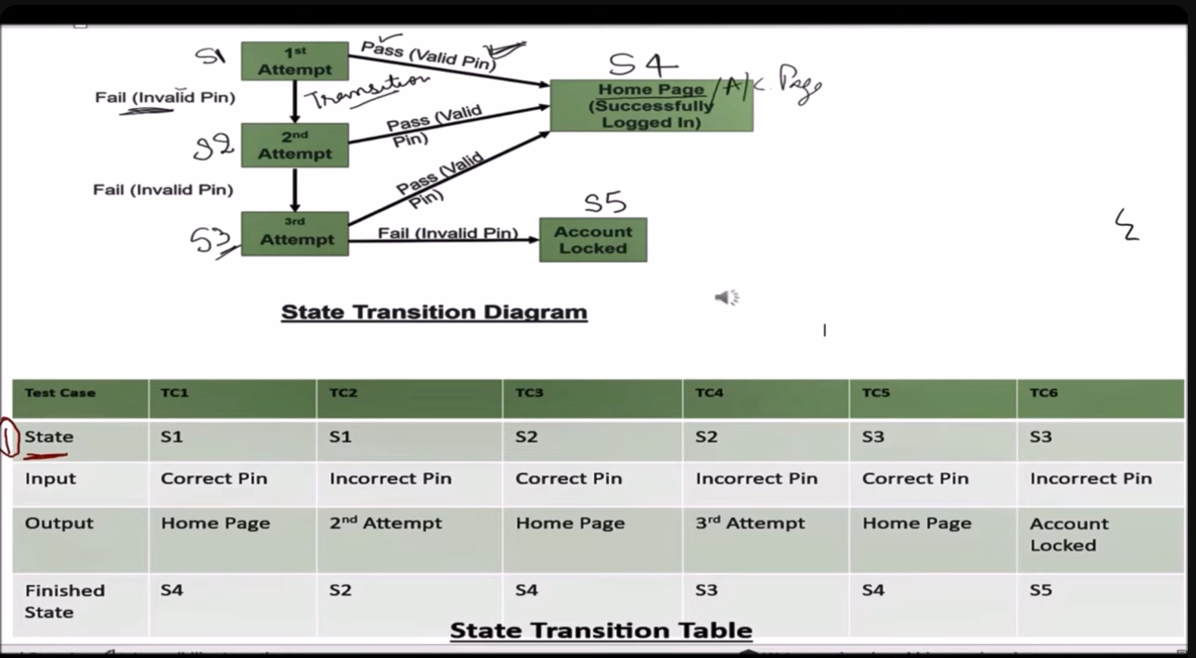 S1
1st
Attempt
Pass (Valid Pin)
S4
Fail (Invalid Pin)
Transition
Home Page /A/c. Page
(Successfully
Logged In)
S2
2nd
Attempt
Pass (Valid
Pin)
Fail (Invalid Pin)
Pass (Valid
Pin)
S3
3rd
Attempt
Fail (Invalid Pin)
S5
Account
Locked
State Transition Diagram
Test Case TC1 TC2 TC3 TC4 TC5 TC6
1 State S1 S1 S2 S2 S3 S3
Input Correct Pin Incorrect Pin Correct Pin Incorrect Pin Correct Pin Incorrect Pin
Output Home Page 2nd Attempt Home Page 3rd Attempt Home Page Account
Locked
Finished
State S4 S2 S4 S3 S4 S5
State Transition Table